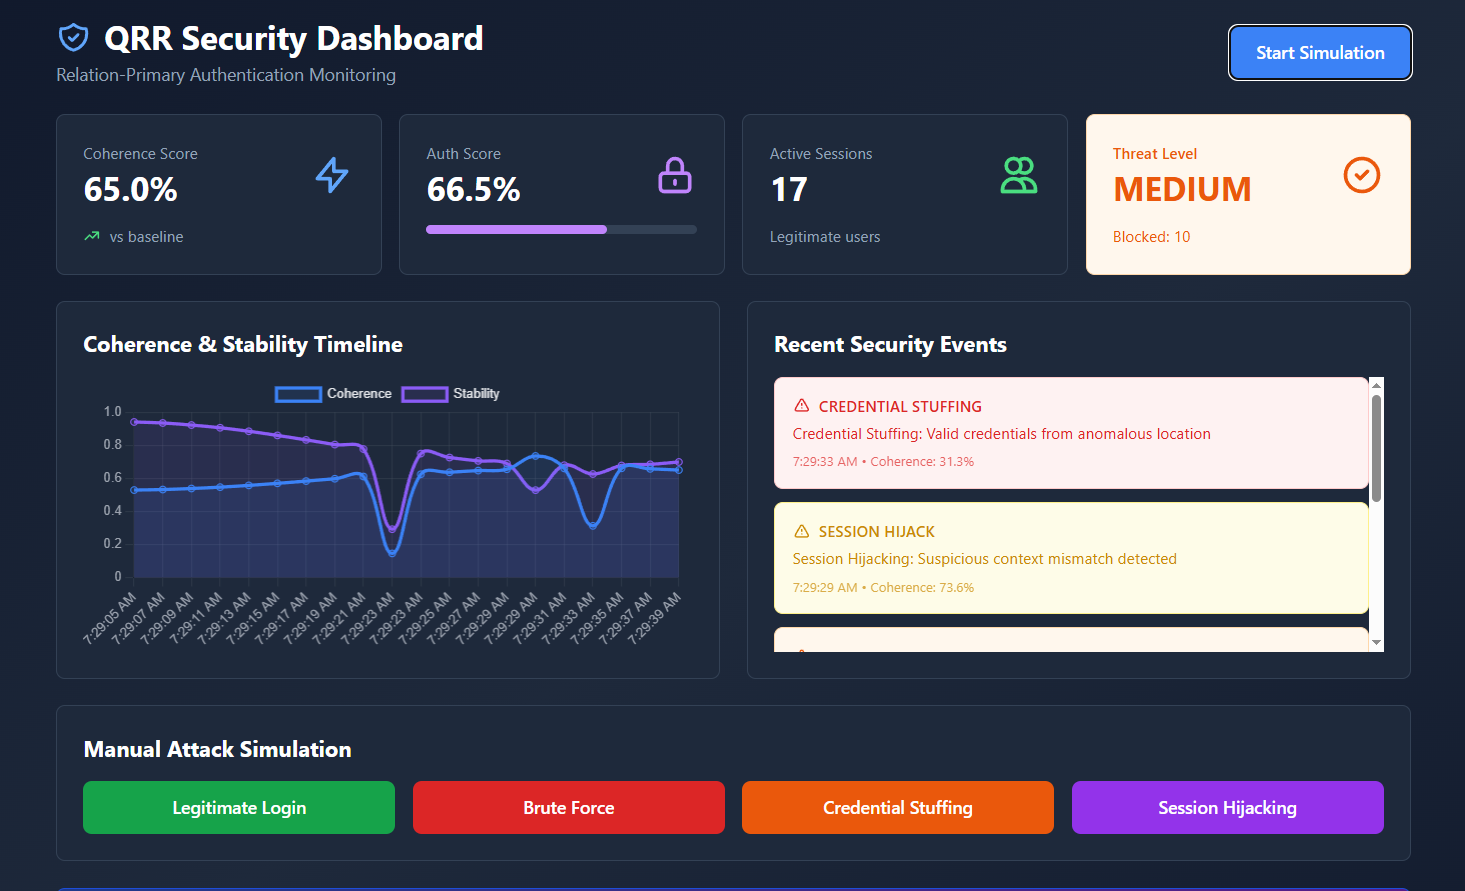 QRR Security Dashboard
Relation-Primary Authentication Monitoring
Start Simulation
Coherence Score
65.0%
vs baseline
Auth Score
66.5%
Active Sessions
17
Legitimate users
Threat Level
MEDIUM
Blocked: 10
Coherence & Stability Timeline
Coherence Stability
1.0
0.8
0.6
0.4
0.2
0
7:29:05 AM
7:29:07 AM
7:29:09 AM
7:29:11 AM
7:29:13 AM
7:29:15 AM
7:29:17 AM
7:29:19 AM
7:29:21 AM
7:29:23 AM
7:29:23 AM
7:29:25 AM
7:29:27 AM
7:29:29 AM
7:29:29 AM
7:29:31 AM
7:29:33 AM
7:29:35 AM
7:29:37 AM
7:29:39 AM
Recent Security Events
CREDENTIAL STUFFING
Credential Stuffing: Valid credentials from anomalous location
7:29:33 AM • Coherence: 31.3%
SESSION HIJACK
Session Hijacking: Suspicious context mismatch detected
7:29:29 AM • Coherence: 73.6%
Manual Attack Simulation
Legitimate Login
Brute Force
Credential Stuffing
Session Hijacking